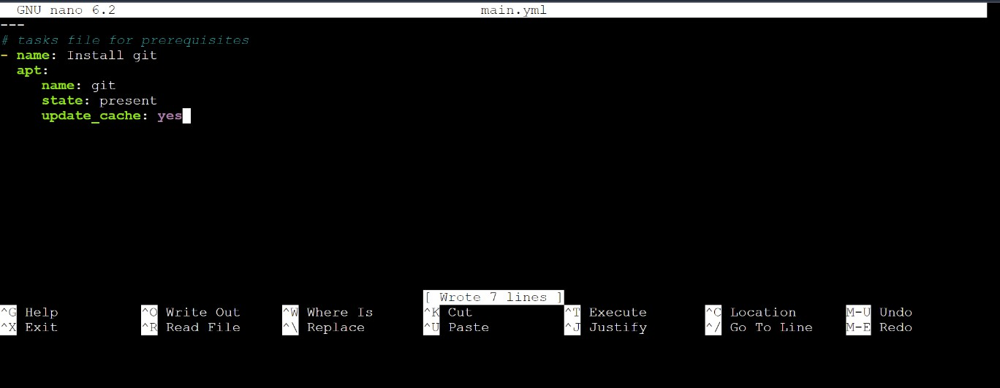 GNU nano 6.2 main.yml
---
# tasks file for prerequisites
- name: Install git
  apt:
     name: git
     state: present
     update_cache: yes
[ Wrote 7 lines ]
^G Help ^O Write Out ^W Where Is ^K Cut ^T Execute ^C Location M-U Undo
^X Exit ^R Read File ^\ Replace ^U Paste ^J Justify ^/ Go To Line M-E Redo